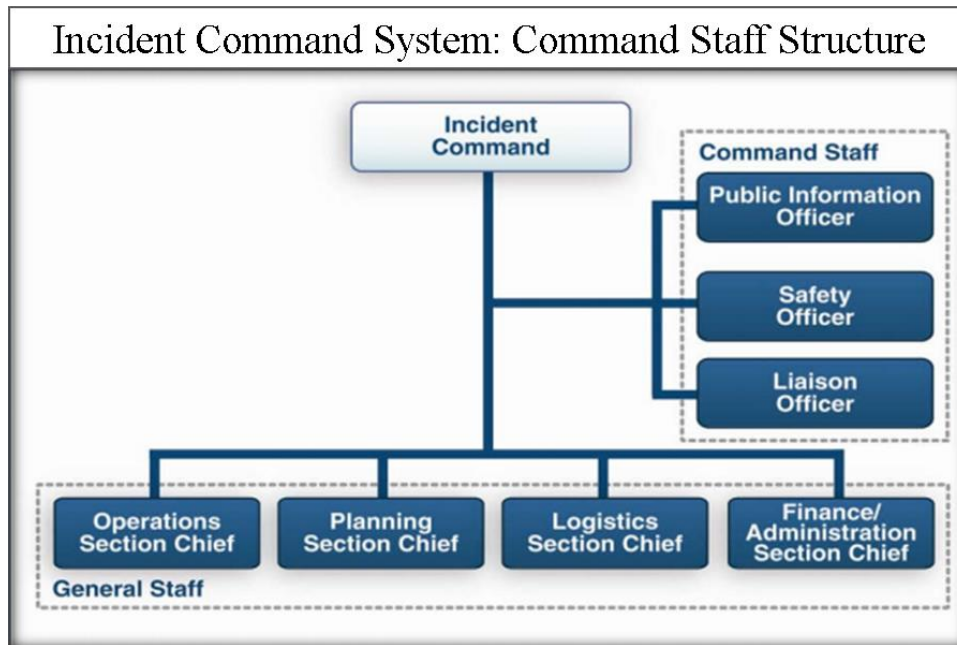 Incident Command System: Command Staff Structure
Incident
Command
Command Staff
Public Information
Officer
Safety
Officer
Liaison
Officer
Operations
Section Chief
Planning
Section Chief
Logistics
Section Chief
Finance/
Administration
Section Chief
General Staff